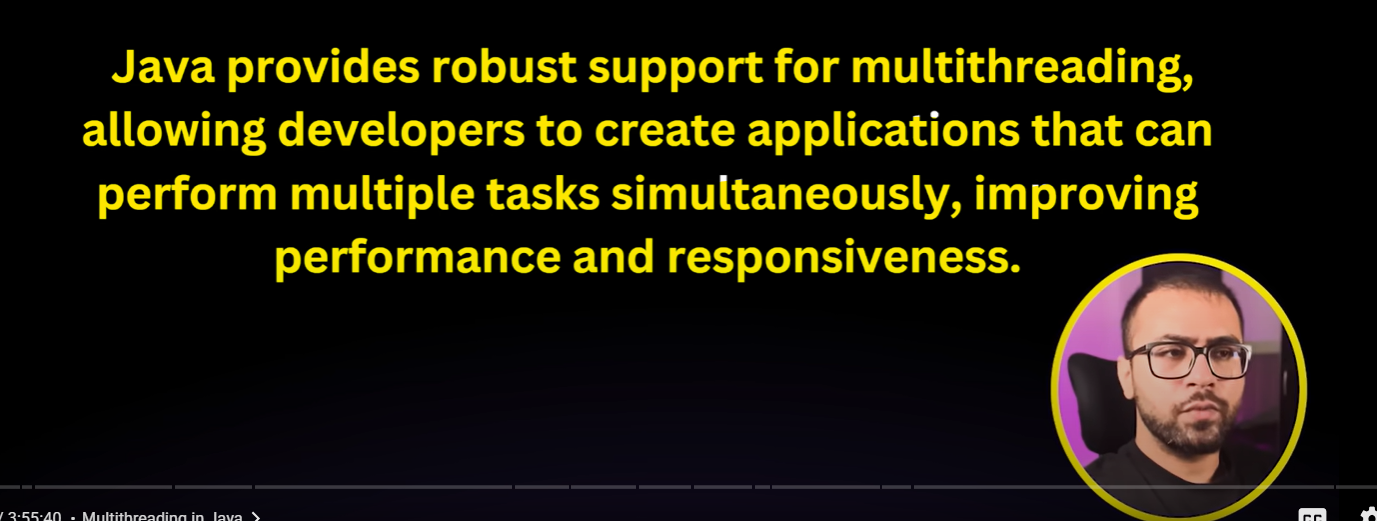 Java provides robust support for multithreading,
allowing developers to create applications that can
perform multiple tasks simultaneously, improving
performance and responsiveness.
/ 3:55:40 • Multithreading in Java >
CC